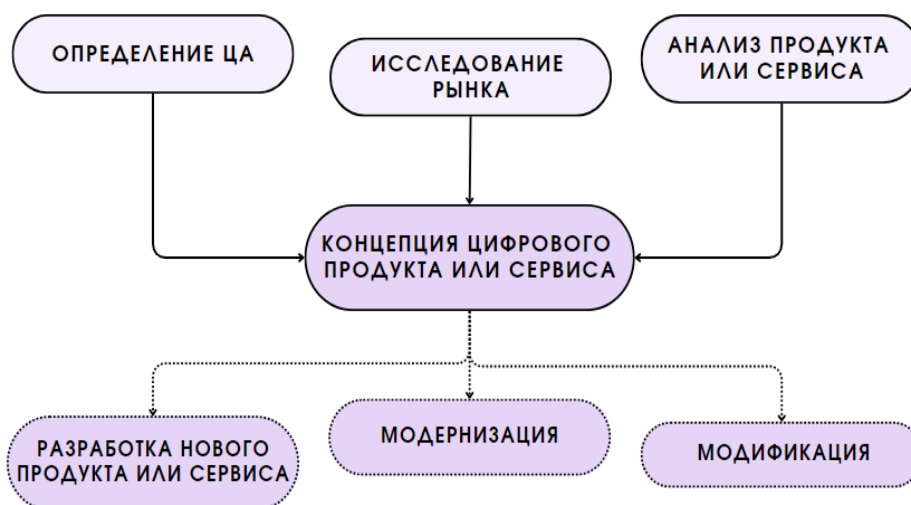 ОПРЕДЕЛЕНИЕ ЦА
ИССЛЕДОВАНИЕ
РЫНКА
АНАЛИЗ ПРОДУКТА
ИЛИ СЕРВИСА
КОНЦЕПЦИЯ ЦИФРОВОГО
ПРОДУКТА ИЛИ СЕРВИСА
РАЗРАБОТКА НОВОГО
ПРОДУКТА ИЛИ СЕРВИСА
МОДЕРНИЗАЦИЯ
МОДИФИКАЦИЯ